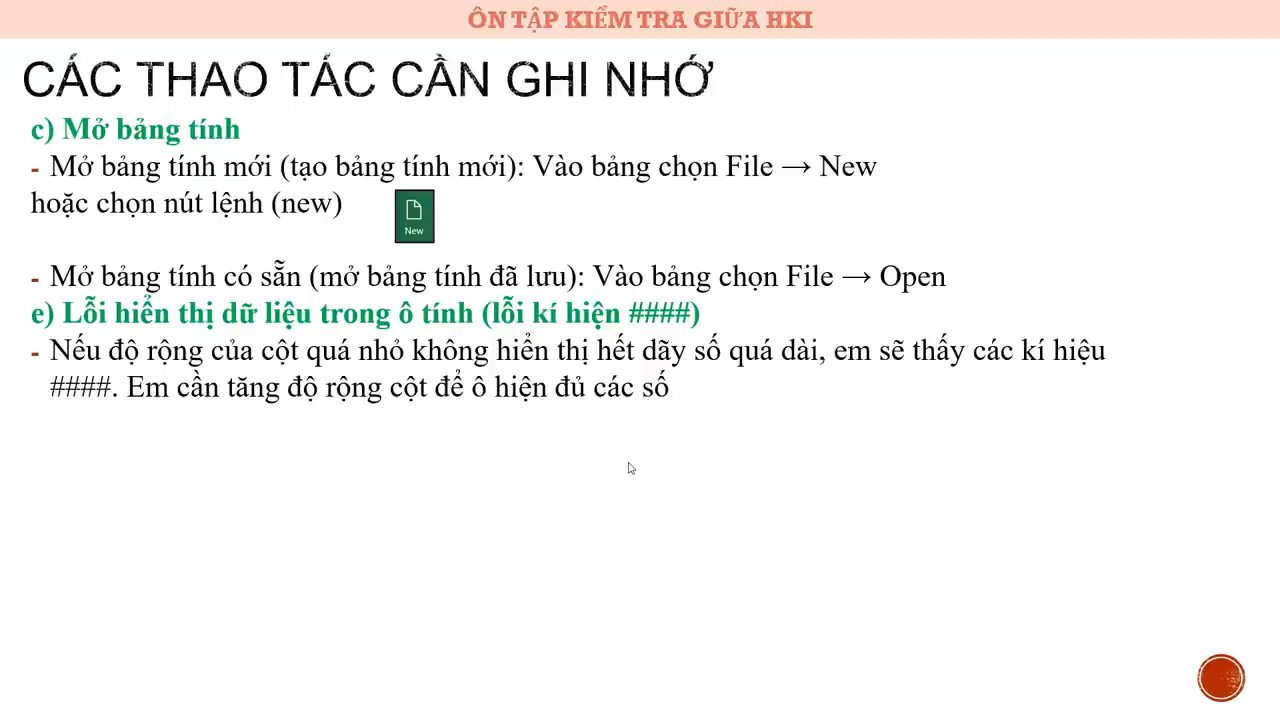 ÔN TẬP KIỂM TRA GIỮA HKI
CÁC THAO TÁC CẦN GHI NHỚ
c) Mở bảng tính
- Mở bảng tính mới (tạo bảng tính mới): Vào bảng chọn File → New
hoặc chọn nút lệnh (new)
New
- Mở bảng tính có sẵn (mở bảng tính đã lưu): Vào bảng chọn File → Open
e) Lỗi hiển thị dữ liệu trong ô tính (lỗi kí hiện ####)
- Nếu độ rộng của cột quá nhỏ không hiển thị hết dãy số quá dài, em sẽ thấy các kí hiệu
####. Em cần tăng độ rộng cột để ô hiện đủ các số